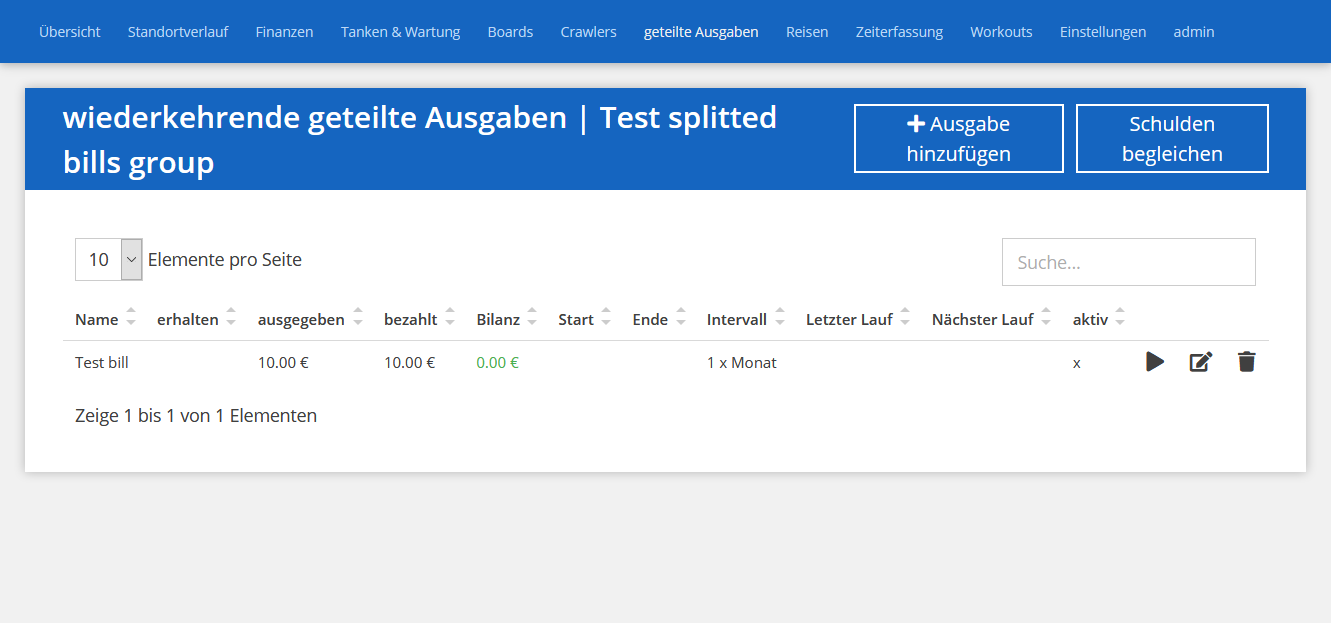 Übersicht Standortverlauf Finanzen Tanken & Wartung Boards Crawlers geteilte Ausgaben Reisen Zeiterfassung Workouts Einstellungen admin
wiederkehrende geteilte Ausgaben | Test splitted
bills group
Ausgabe
hinzufügen
Schulden
begleichen
10 Elemente pro Seite
Suche...
Name erhalten ausgegeben bezahlt Bilanz Start Ende Intervall Letzter Lauf Nächster Lauf aktiv
Test bill 10.00 € 10.00 € 0.00 € 1 x Monat x
Zeige 1 bis 1 von 1 Elementen